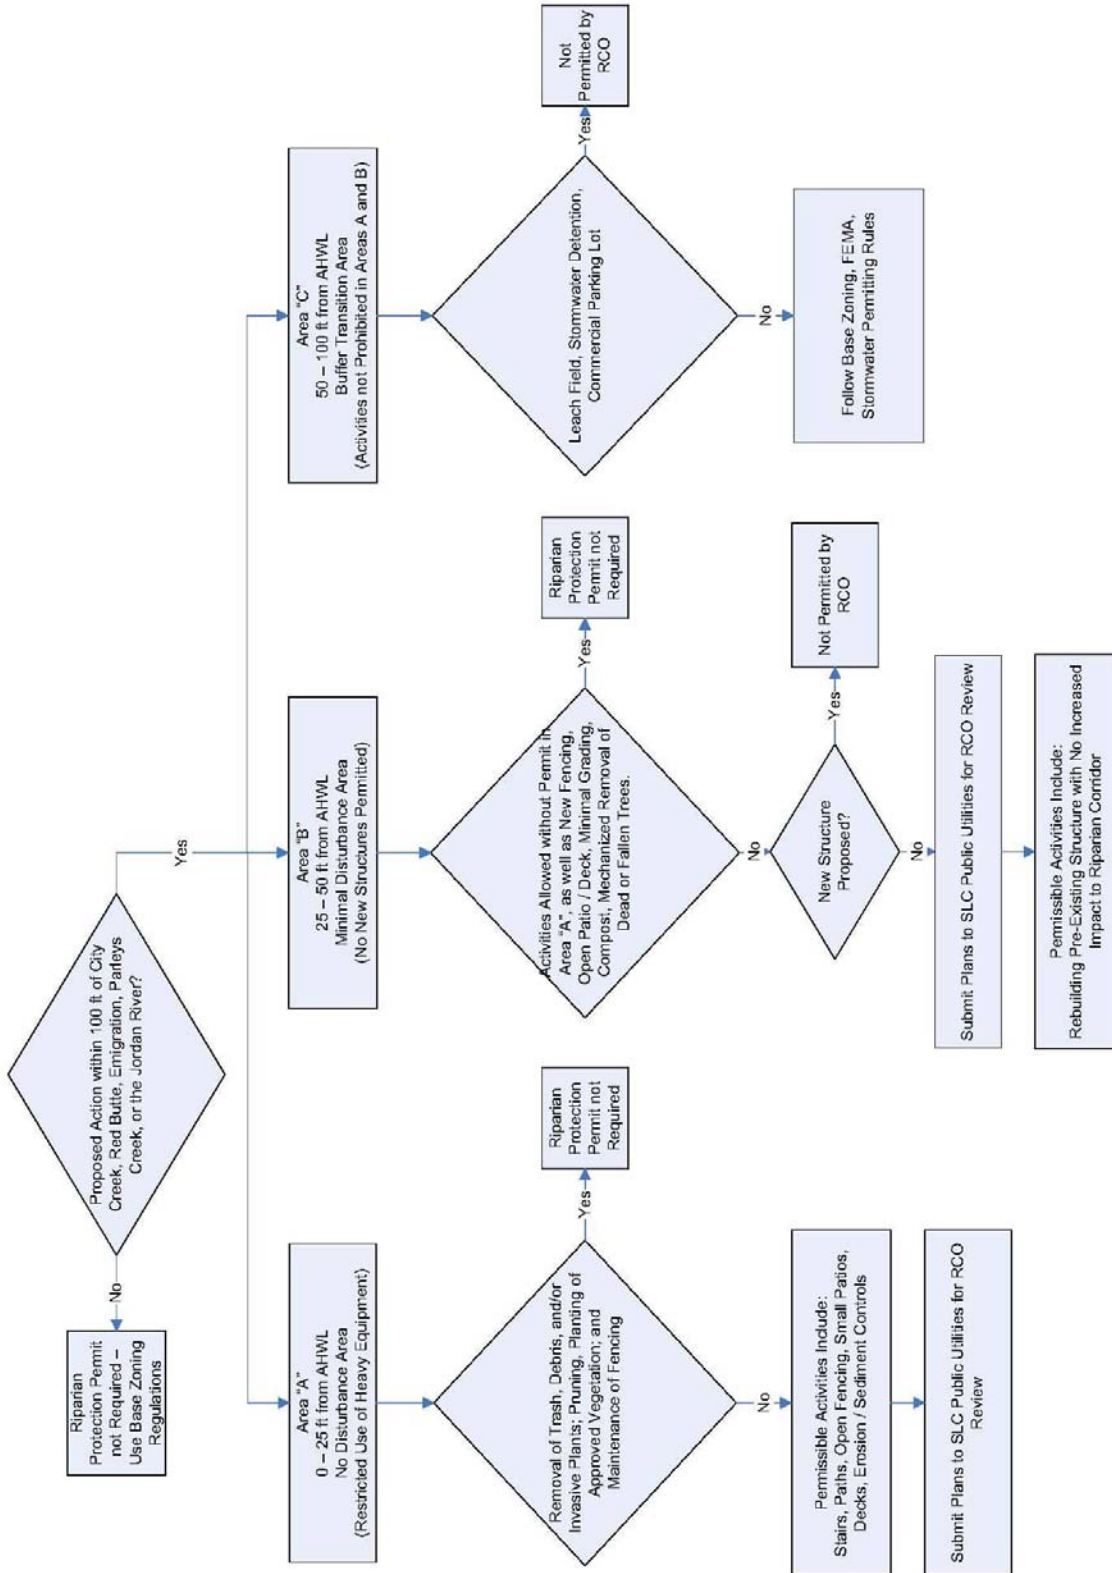 Proposed Action within 100 ft of City
Creek, Red Butte, Emigration, Parleys
Creek, or the Jordan River?
No
Riparian
Protection Permit
not Required –
Use Base Zoning
Regulations
Yes
Area "A"
0 – 25 ft from AHWL
No Disturbance Area
(Restricted Use of Heavy Equipment)
Removal of Trash, Debris, and/or
Invasive Plants; Pruning, Planting of
Approved Vegetation; and
Maintenance of Fencing
Yes
Riparian
Protection
Permit not
Required
No
Permissible Activities Include:
Stairs, Paths, Open Fencing, Small Patios,
Decks, Erosion / Sediment Controls
Submit Plans to SLC Public Utilities for RCO
Review
Area "B"
25 – 50 ft from AHWL
Minimal Disturbance Area
(No New Structures Permitted)
Activities Allowed without Permit in
Area "A", as well as New Fencing,
Open Patio / Deck, Minimal Grading,
Compost, Mechanized Removal of
Dead or Fallen Trees.
Yes
Riparian
Protection
Permit not
Required
No
New Structure
Proposed?
Yes
Not Permitted by
RCO
No
Submit Plans to SLC Public Utilities for RCO Review
Permissible Activities Include:
Rebuilding Pre-Existing Structure with No Increased
Impact to Riparian Corridor
Area "C"
50 – 100 ft from AHWL
Buffer Transition Area
(Activities not Prohibited in Areas A and B)
Leach Field, Stormwater Detention,
Commercial Parking Lot
Yes
Not
Permitted by
RCO
No
Follow Base Zoning, FEMA,
Stormwater Permitting Rules